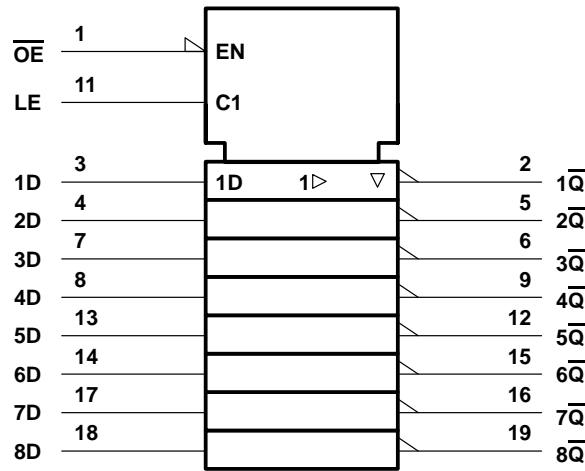 1
O̅E̅ EN
11
LE C1
3 2
1D 1D 1▷ ▽ 1Q̅
4 5
2D 2Q̅
7 6
3D 3Q̅
8 9
4D 4Q̅
13 12
5D 5Q̅
14 15
6D 6Q̅
17 16
7D 7Q̅
18 19
8D 8Q̅